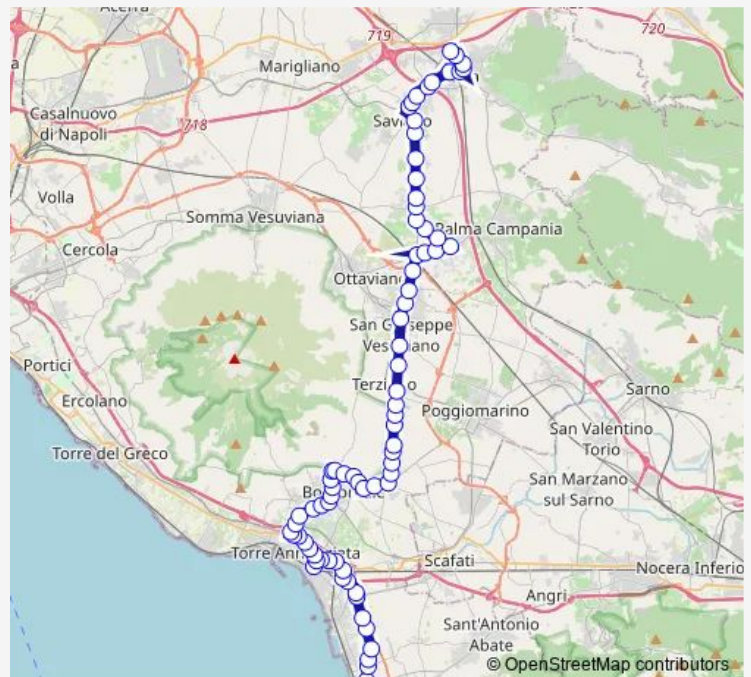 719
720
Marigliano
Casalnuovo
di Napoli
718
Volla
Somma Vesuviana
Palma Campania
Cercola
Ottaviano
Portici
Ercolano
Poggiomarino
Sarno
San Valentino
Torio
Torre del Greco
San Marzano
sul Sarno
Scafati
Nocera Inferio
Angri
Sant'Antonio
Abate
© OpenStreetMap contributors